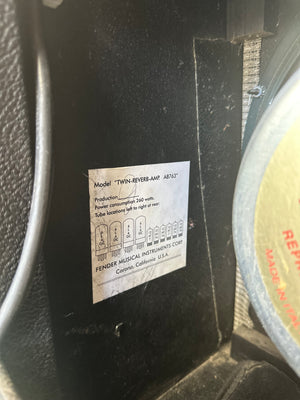 Model "TWIN-REVERB-AMP AB763"
Production
Power consumption 260 watts.
Tube locations left to right at rear.
FENDER MUSICAL INSTRUMENTS CORP.
Corona, California U.S.A.
REP
MADE IN